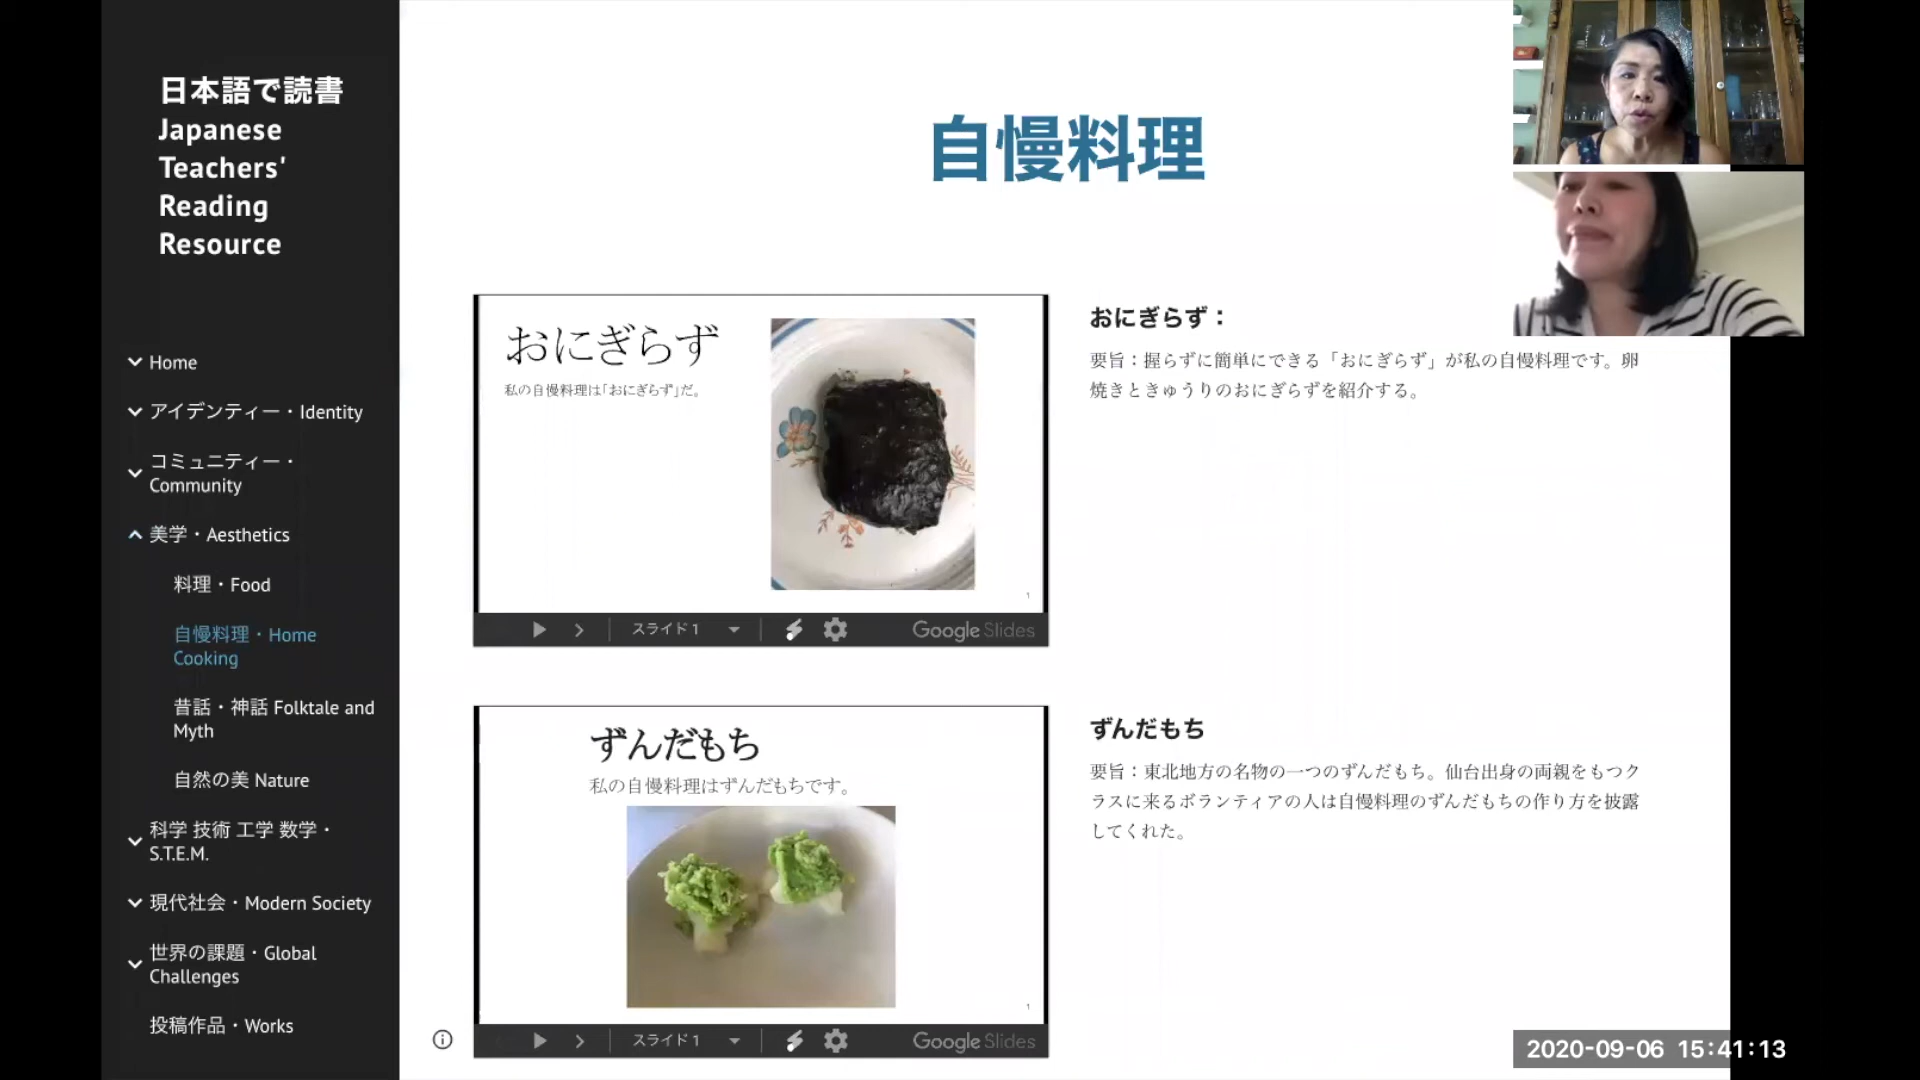 日本語で読書
Japanese
Teachers'
Reading
Resource
Home
アイデンティー・Identity
コミュニティー・
Community
美学・Aesthetics
料理・Food
自慢料理・Home
Cooking
昔話・神話 Folktale and
Myth
自然の美 Nature
科学 技術 工学 数学・
S.T.E.M.
現代社会・Modern Society
世界の課題・Global
Challenges
投稿作品・Works
自慢料理
おにぎらず
私の自慢料理は「おにぎらず」だ。
1
スライド 1
Google Slides
おにぎらず：
要旨：握らずに簡単にできる「おにぎらず」が私の自慢料理です。卵
焼きときゅうりのおにぎらずを紹介する。
ずんだもち
私の自慢料理はずんだもちです。
1
スライド 1
Google Slides
ずんだもち
要旨：東北地方の名物の一つのずんだもち。仙台出身の両親をもつク
ラスに来るボランティアの人は自慢料理のずんだもちの作り方を披露
してくれた。
2020-09-06 15:41:13